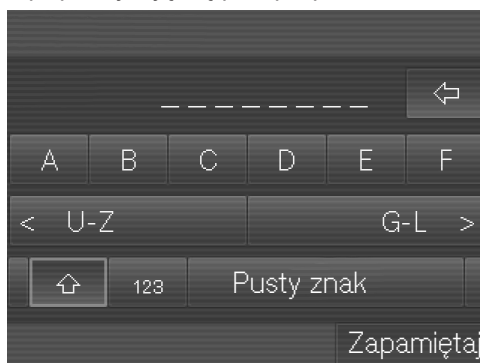 A B C D E F
< U-Z G-L >
123 Pusty znak
Zapamiętaj